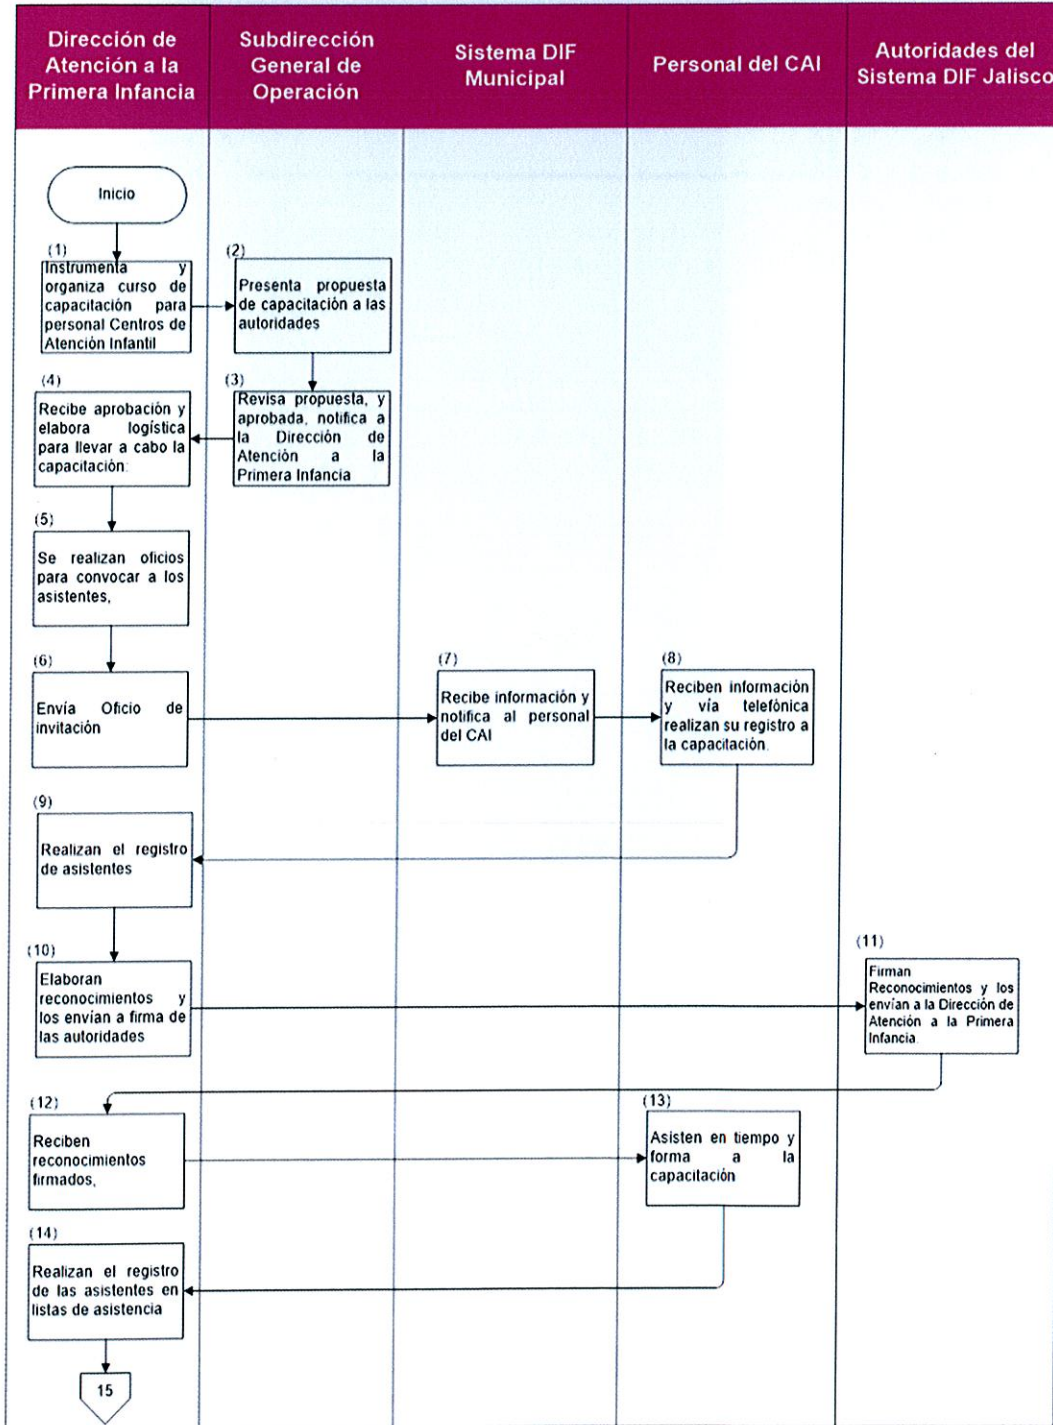 Dirección de
Atención a la
Primera Infancia
Subdirección
General de
Operación
Sistema DIF
Municipal
Personal del CAI
Autoridades del
Sistema DIF Jalisco
Inicio
(1)
Instrumenta y
organiza curso de
capacitación para
personal Centros de
Atención Infantil
(2)
Presenta propuesta
de capacitación a las
autoridades
(4)
Recibe aprobación y
elabora logística
para llevar a cabo la
capacitación:
(3)
Revisa propuesta, y
aprobada, notifica a
la Dirección de
Atención a la
Primera Infancia
(5)
Se realizan oficios
para convocar a los
asistentes,
(6)
Envía Oficio de
invitación
(7)
Recibe información y
notifica al personal
del CAI
(8)
Reciben información
y vía telefónica
realizan su registro a
la capacitación.
(9)
Realizan el registro
de asistentes
(10)
Elaboran
reconocimientos y
los envían a firma de
las autoridades
(11)
Firman
Reconocimientos y los
envían a la Dirección de
Atención a la Primera
Infancia.
(12)
Reciben
reconocimientos
firmados,
(13)
Asisten en tiempo y
forma a la
capacitación
(14)
Realizan el registro
de las asistentes en
listas de asistencia
15